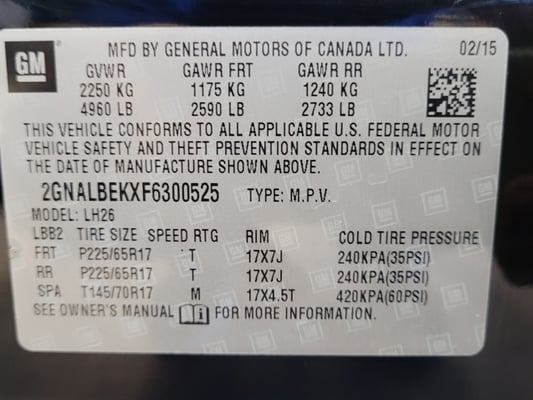 GM MFD BY GENERAL MOTORS OF CANADA LTD. 02/15
GVWR GAWR FRT GAWR RR
2250 KG 1175 KG 1240 KG
4960 LB 2590 LB 2733 LB
THIS VEHICLE CONFORMS TO ALL APPLICABLE U.S. FEDERAL MOTOR
VEHICLE SAFETY AND THEFT PREVENTION STANDARDS IN EFFECT ON
THE DATE OF MANUFACTURE SHOWN ABOVE.
2GNALBEKXF6300525 TYPE: M.P.V.
MODEL: LH26
LBB2 TIRE SIZE SPEED RTG RIM COLD TIRE PRESSURE
FRT P225/65R17 T 17X7J 240KPA(35PSI)
RR P225/65R17 T 17X7J 240KPA(35PSI)
SPA T145/70R17 M 17X4.5T 420KPA(60PSI)
SEE OWNER'S MANUAL i FOR MORE INFORMATION.